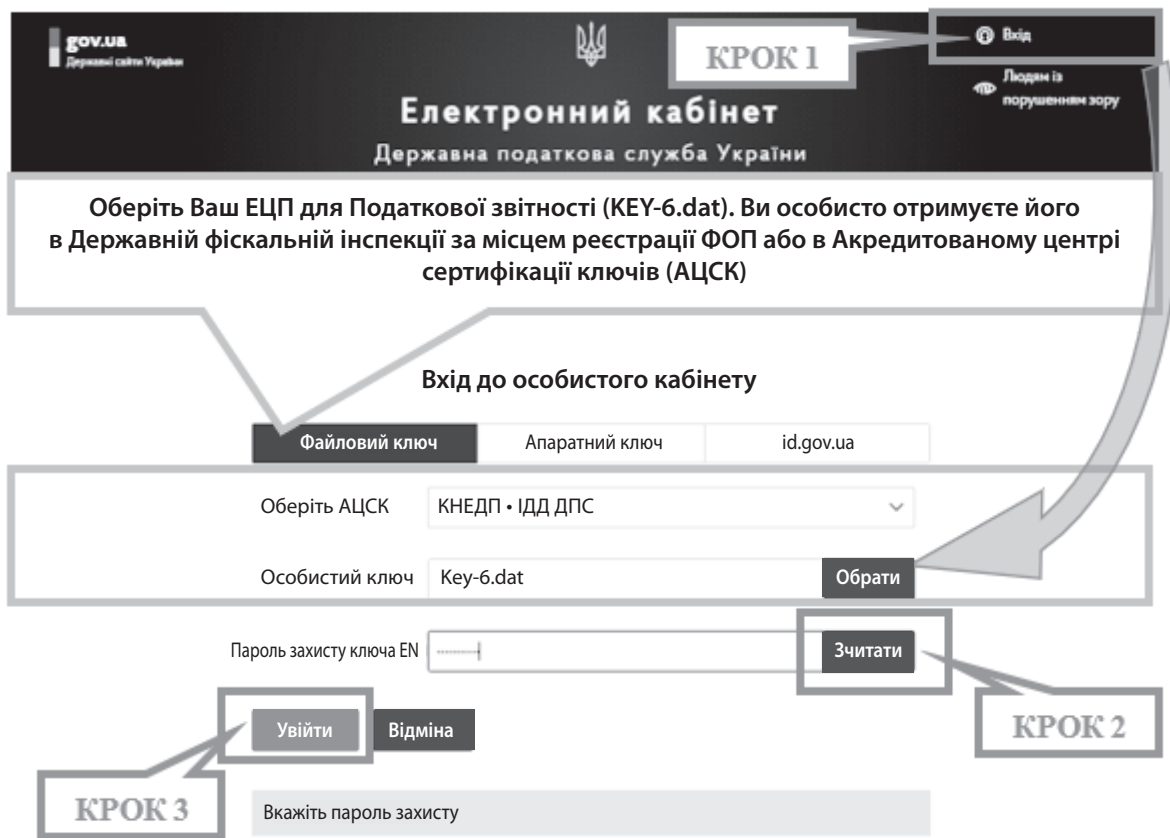 gov.ua
Державні сайти України
КРОК 1
Вхід
Людям із
порушенням зору
Електронний кабінет
Державна податкова служба України
Оберіть Ваш ЕЦП для Податкової звітності (KEY-6.dat). Ви особисто отримуєте його
в Державній фіскальній інспекції за місцем реєстрації ФОП або в Акредитованому центрі
сертифікації ключів (АЦСК)
Вхід до особистого кабінету
Файловий ключ Апаратний ключ id.gov.ua
Оберіть АЦСК КНЕДП • ІДД ДПС
Особистий ключ Key-6.dat Обрати
Пароль захисту ключа EN Зчитати
Увійти Відміна
КРОК 2
КРОК 3
Вкажіть пароль захисту